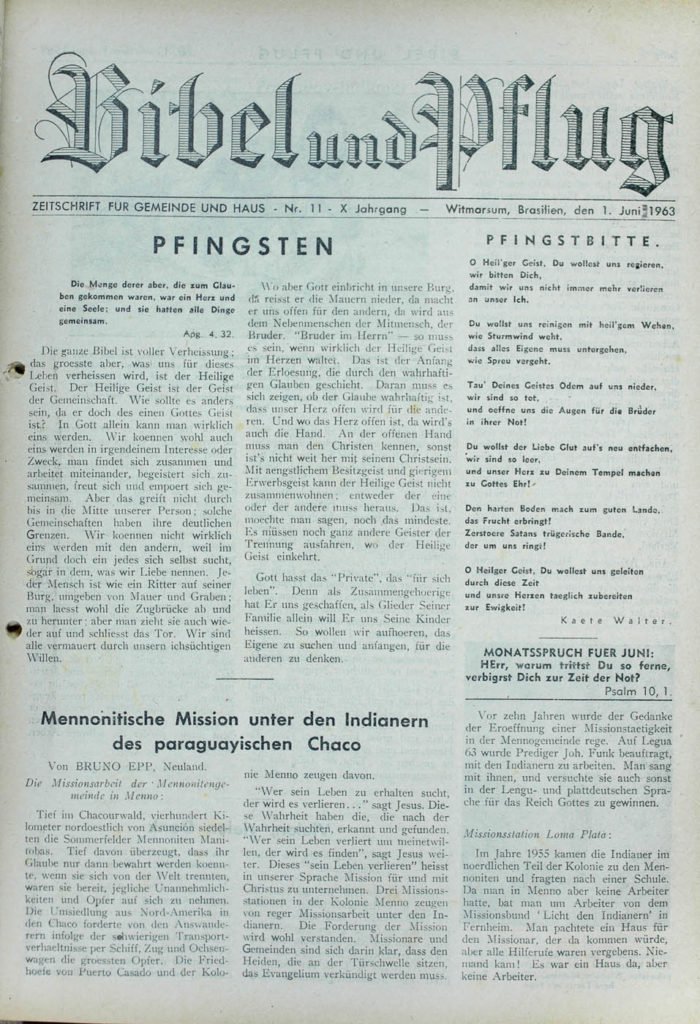 Bibel und Pflug
ZEITSCHRIFT FÜR GEMEINDE UND HAUS - Nr. 11 - X Jahrgang — Witmarsum, Brasilien, den 1. Juni 1963
PFINGSTEN
Die Menge derer aber, die zum Glau-
ben gekommen waren, war ein Herz und
eine Seele; und sie hatten alle Dinge
gemeinsam.
Apg. 4, 32.
Die ganze Bibel ist voller Verheissung;
das groesste aber, was uns für dieses
Leben verheissen wird, ist der Heilige
Geist. Der Heilige Geist ist der Geist
der Gemeinschaft. Wie sollte es anders
sein, da er doch des einen Gottes Geist
ist? In Gott allein kann man wirklich
eins werden. Wir koennen wohl auch
eins werden in irgendeinem Interesse oder
Zweck, man findet sich zusammen und
arbeitet miteinander, begeistert sich zu-
sammen, freut sich und empoert sich ge-
meinsam. Aber das greift nicht durch
bis in die Mitte unserer Person; solche
Gemeinschaften haben ihre deutlichen
Grenzen. Wir koennen nicht wirklich
eins werden mit den andern, weil im
Grund doch ein jedes sich selbst sucht,
sogar in dem, was wir Liebe nennen. Je-
der Mensch ist wie ein Ritter auf seiner
Burg, umgeben von Mauer und Graben;
man laesst wohl die Zugbrücke ab und
zu herunter; aber man zieht sie auch wie-
der auf und schliesst das Tor. Wir sind
alle vermauert durch unsern ichsüchtigen
Willen.
Wo aber Gott einbricht in unsere Burg,
da reisst er die Mauern nieder, da macht
er uns offen für den andern, da wird aus
dem Nebenmenschen der Mitmensch, der
Bruder. "Bruder im Herrn" — so muss
es sein, wenn wirklich der Heilige Geist
im Herzen waltet. Das ist der Anfang
der Erloesung, die durch den wahrhafti-
gen Glauben geschieht. Daran muss es
sich zeigen, ob der Glaube wahrhaftig ist,
dass unser Herz offen wird für die ande-
ren. Und wo das Herz offen ist, da wird's
auch die Hand. An der offenen Hand
muss man den Christen kennen, sonst
ist's nicht weit her mit seinem Christsein.
Mit aengstlichem Besitzgeist und gierigem
Erwerbsgeist kann der Heilige Geist nicht
zusammenwohnen; entweder der eine
oder der andere muss heraus. Das ist,
moechte man sagen, noch das mindeste.
Es müssen noch ganz andere Geister der
Trennung ausfahren, wo der Heilige
Geist einkehrt.
Gott hasst das "Private", das "für sich
leben". Denn als Zusammengehoerige
hat Er uns geschaffen, als Glieder Seiner
Familie allein will Er uns Seine Kinder
heissen. So wollen wir aufhoeren, das
Eigene zu suchen und anfangen, für die
anderen zu denken.
PFINGSTBITTE.
O Heil'ger Geist, Du wollest uns regieren,
wir bitten Dich,
damit wir uns nicht immer mehr verlieren
an unser Ich.
Du wollst uns reinigen mit heil'gem Wehen,
wie Sturmwind weht,
dass alles Eigene muss untergehen,
wie Spreu vergeht.
Tau' Deines Geistes Odem auf uns nieder,
wir sind so tot,
und oeffne uns die Augen für die Brüder
in ihrer Not!
Du wollst der Liebe Glut auf's neu entfachen,
wir sind so leer,
und unser Herz zu Deinem Tempel machen
zu Gottes Ehr!
Den harten Boden mach zum guten Lande,
das Frucht erbringt!
Zerstoere Satans trügerische Bande,
der um uns ringt!
O Heilger Geist, Du wollest uns geleiten
durch diese Zeit
und unsre Herzen taeglich zubereiten
zur Ewigkeit!
Kaete Walter.
MONATSSPRUCH FUER JUNI:
HErr, warum trittst Du so ferne,
verbirgst Dich zur Zeit der Not?
Psalm 10, 1.
Mennonitische Mission unter den Indianern
des paraguayischen Chaco
Von BRUNO EPP, Neuland.
Die Missionsarbeit der Mennonitenge-
meinde in Menno:
Tief im Chacourwald, vierhundert Ki-
lometer nordoestlich von Asuncion siedel-
ten die Sommerfelder Mennoniten Mani-
tobas. Tief davon überzeugt, dass ihr
Glaube nur dann bewahrt werden koenn-
te, wenn sie sich von der Welt trennten,
waren sie bereit, jegliche Unannehmlich-
keiten und Opfer auf sich zu nehmen.
Die Umsiedlung aus Nord-Amerika in
den Chaco forderte von den Auswande-
rern infolge der schwierigen Transport-
verhaeltnisse per Schiff, Zug und Ochsen-
wagen die groessten Opfer. Die Fried-
hoefe von Puerto Casado und der Kolo-
nie Menno zeugen davon.
"Wer sein Leben zu erhalten sucht,
der wird es verlieren..." sagt Jesus. Die-
se Wahrheit haben die, die nach der
Wahrheit suchten, erkannt und gefunden.
"Wer sein Leben verliert um meinetwil-
len, der wird es finden", sagt Jesus wei-
ter. Dieses "sein Leben verlieren" heisst
in unserer Sprache Mission für und mit
Christus zu unternehmen. Drei Missions-
stationen in der Kolonie Menno zeugen
von reger Missionsarbeit unter den In-
dianern. Die Forderung der Mission
wird wohl verstanden. Missionare und
Gemeinden sind sich darin klar, dass den
Heiden, die an der Türschwelle sitzen,
das Evangelium verkündigt werden muss.
Vor zehn Jahren wurde der Gedanke
der Eroeffnung einer Missionstaetigkeit
in der Mennogemeinde rege. Auf Legua
63 wurde Prediger Joh. Funk beauftragt,
mit den Indianern zu arbeiten. Man sang
mit ihnen, und versuchte sie auch sonst
in der Lengu- und plattdeutschen Spra-
che für das Reich Gottes zu gewinnen.
Missionsstation Loma Plata:
Im Jahre 1955 kamen die Indianer im
noerdlichen Teil der Kolonie zu den Men-
noniten und fragten nach einer Schule.
Da man in Menno aber keine Arbeiter
hatte, bat man um Arbeiter von dem
Missionsbund 'Licht den Indianern' in
Fernheim. Man pachtete ein Haus für
den Missionar, der da kommen würde,
aber alle Hilferufe waren vergebens. Nie-
mand kam! Es war ein Haus da, aber
keine Arbeiter.